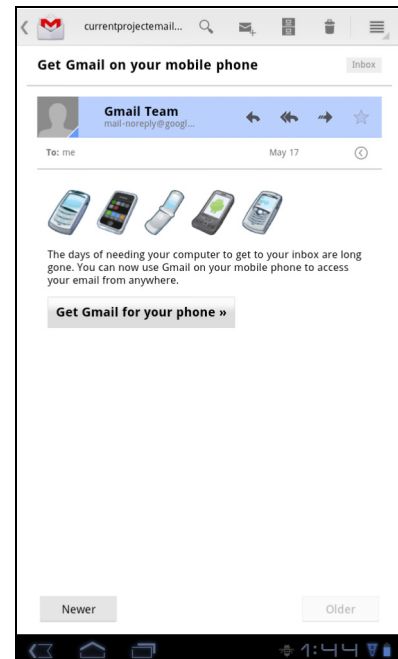 currentprojectemail...
Get Gmail on your mobile phone
Inbox
Gmail Team
mail-noreply@googl...
To: me
May 17
The days of needing your computer to get to your inbox are long
gone. You can now use Gmail on your mobile phone to access
your email from anywhere.
Get Gmail for your phone »
Newer
Older
1:44